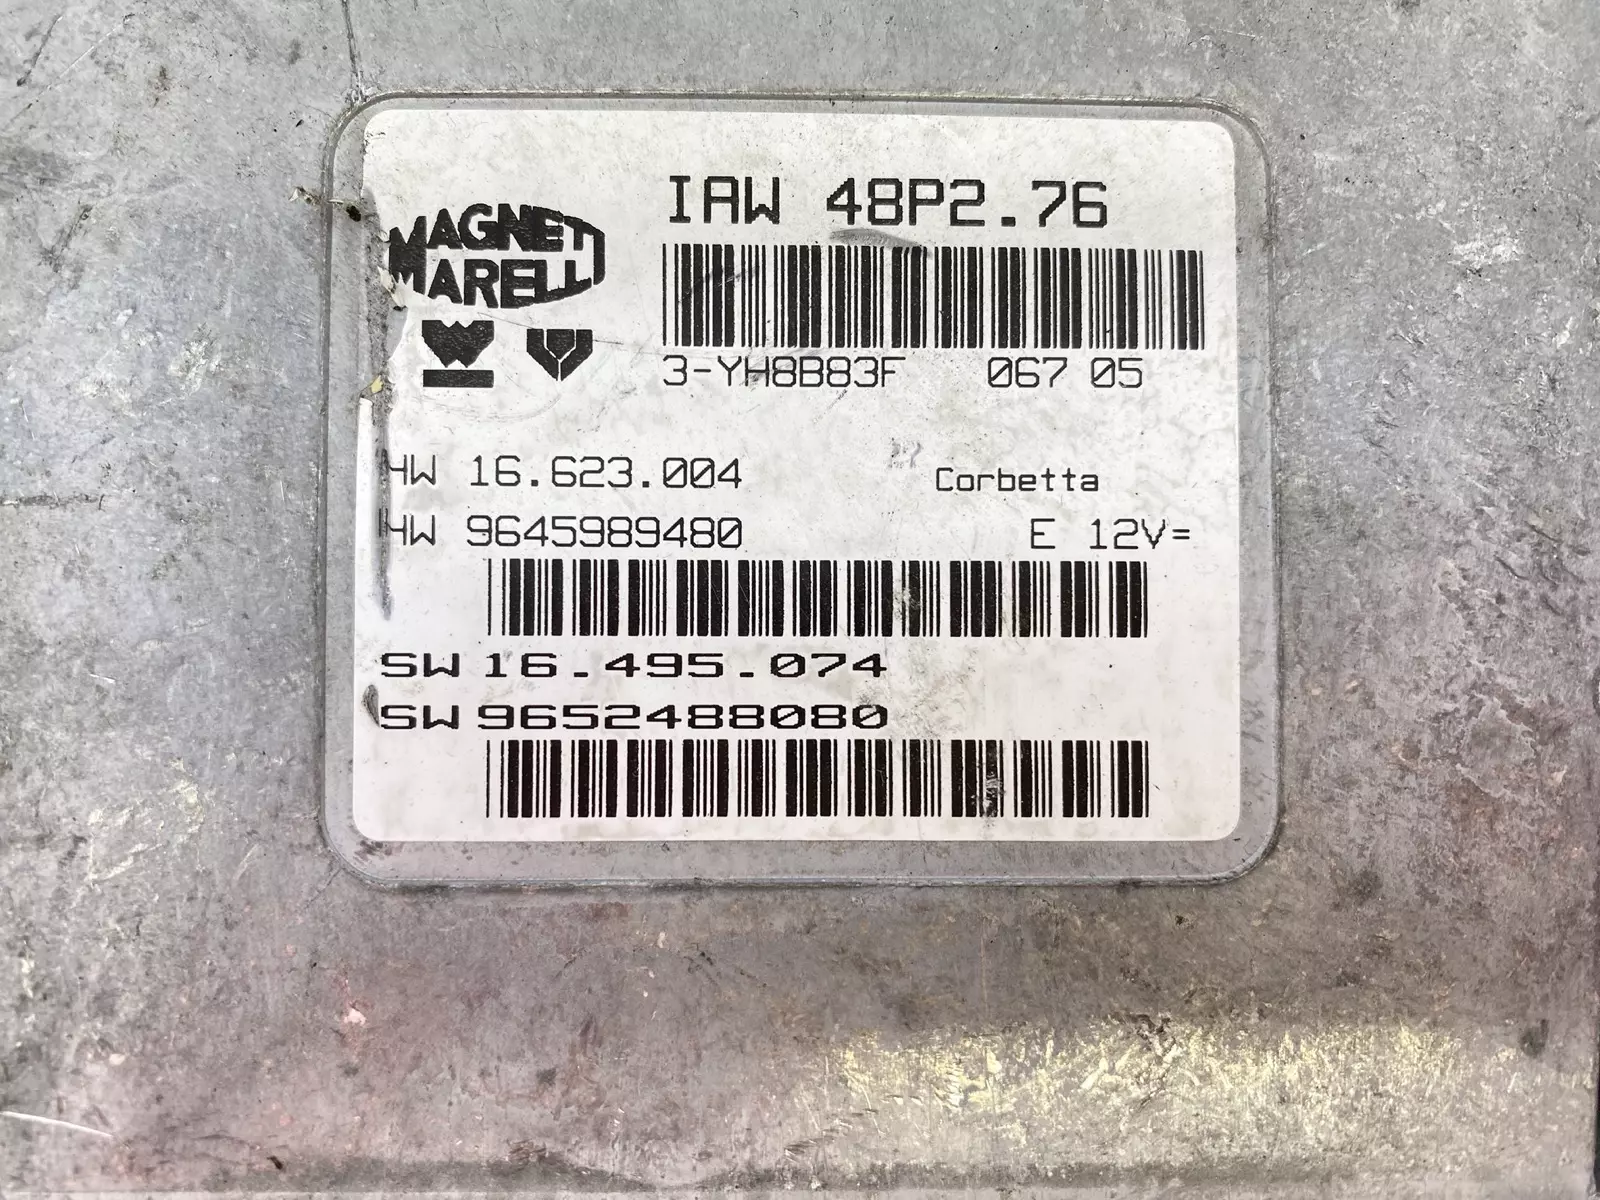 IAW 48P2.76
MAGNETI
MARELLI
3-YH8B83F 067 05
HW 16.623.004 Corbetta
HW 9645989480 E 12V=
SW 16.495.074
SW 9652488080